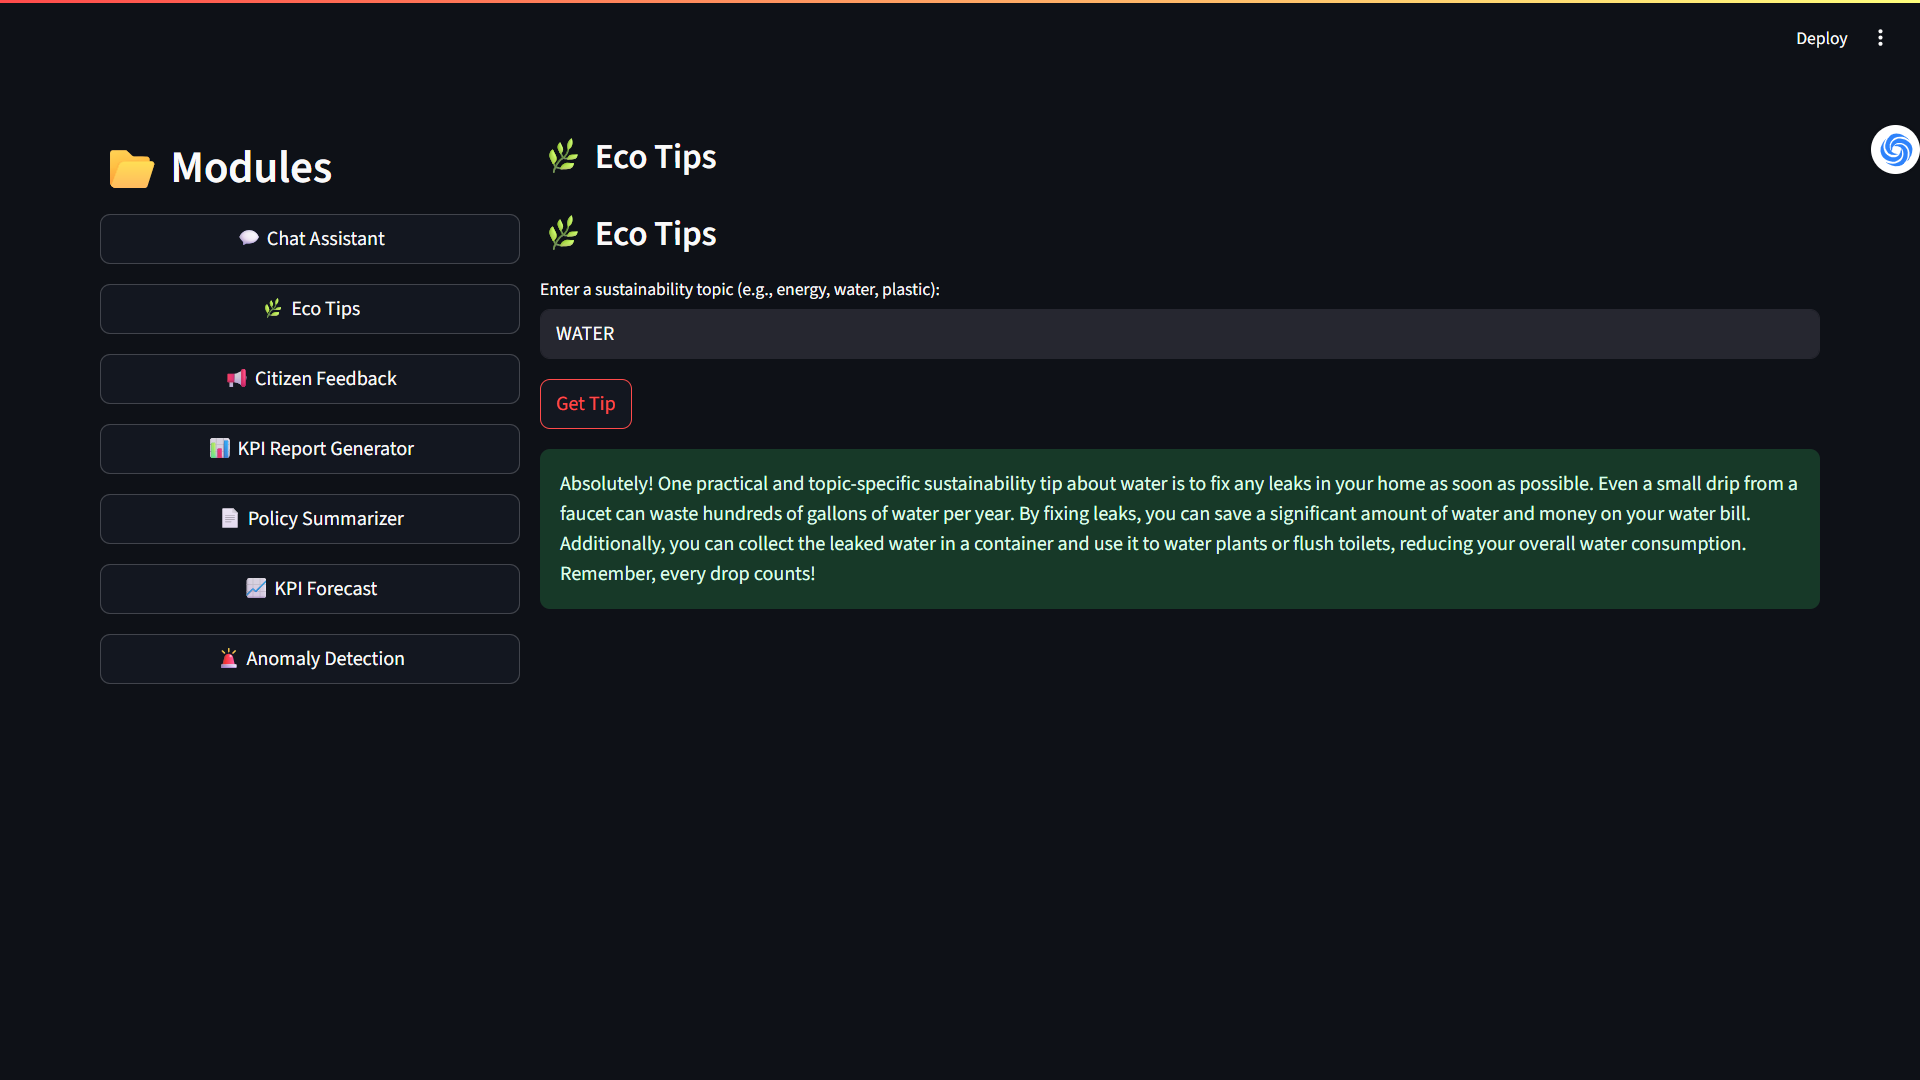 Deploy
Modules
Chat Assistant
Eco Tips
Citizen Feedback
KPI Report Generator
Policy Summarizer
KPI Forecast
Anomaly Detection
Eco Tips
Eco Tips
Enter a sustainability topic (e.g., energy, water, plastic):
WATER
Get Tip
Absolutely! One practical and topic-specific sustainability tip about water is to fix any leaks in your home as soon as possible. Even a small drip from a
faucet can waste hundreds of gallons of water per year. By fixing leaks, you can save a significant amount of water and money on your water bill.
Additionally, you can collect the leaked water in a container and use it to water plants or flush toilets, reducing your overall water consumption.
Remember, every drop counts!